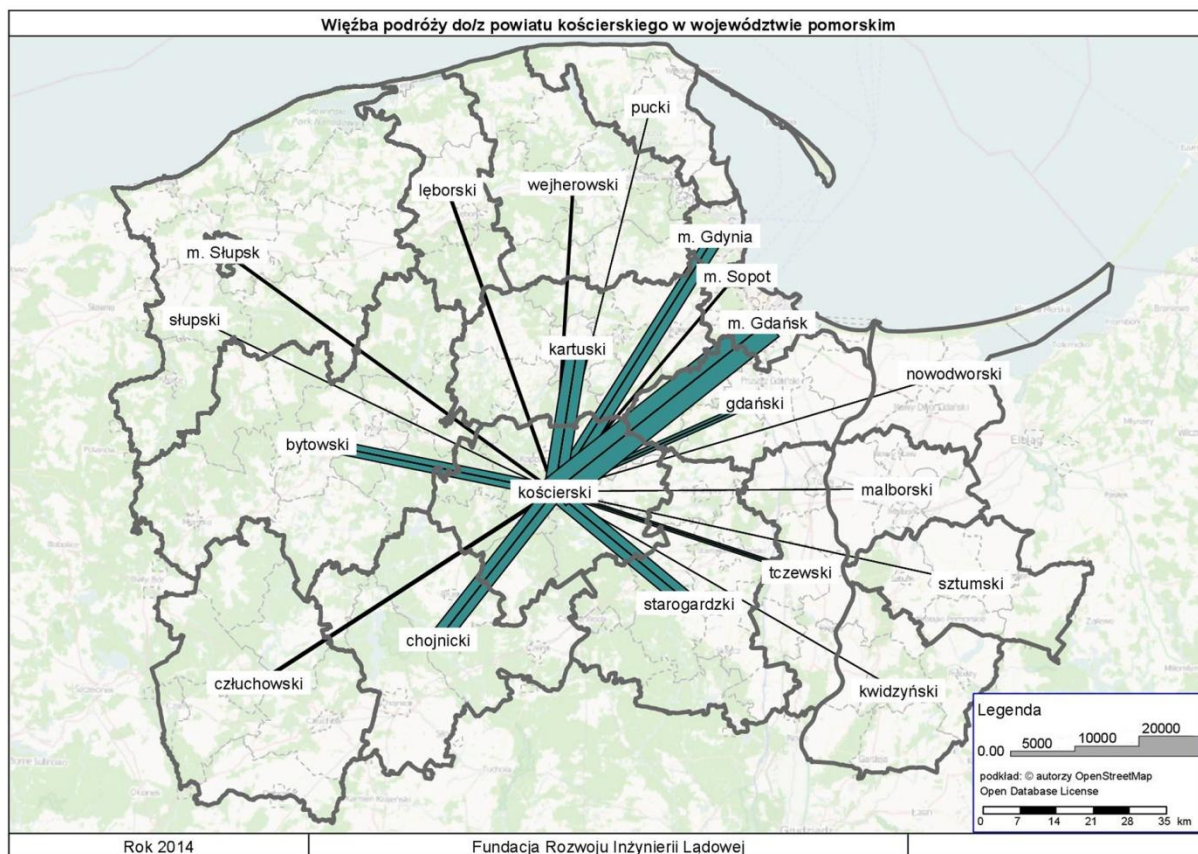 Więźba podróży do/z powiatu kościerskiego w województwie pomorskim
pucki
lęborski
wejherowski
m. Gdynia
m. Słupsk
m. Sopot
słupski
m. Gdańsk
kartuski
nowodworski
gdański
bytowski
kościerski
malborski
tczewski
sztumski
starogardzki
chojnicki
człuchowski
kwidzyński
Legenda
0.00 5000 10000 20000
podkład: © autorzy OpenStreetMap
Open Database License
0 7 14 21 28 35 km
Rok 2014
Fundacja Rozwoju Inżynierii Lądowej